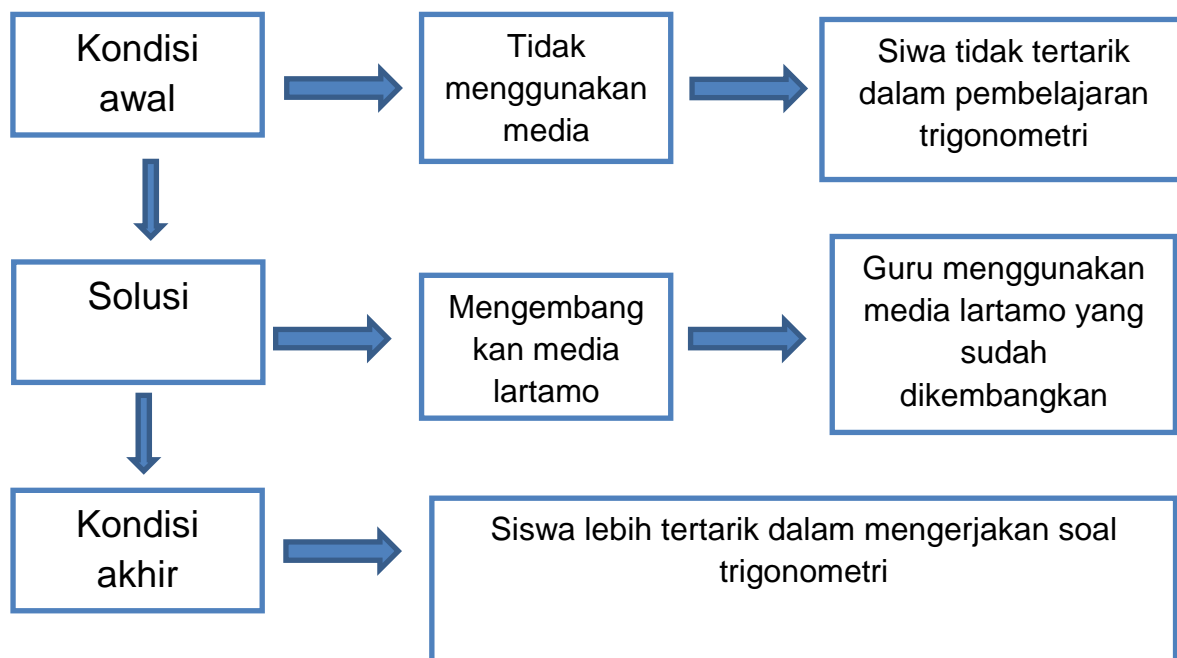 Kondisi
awal
Tidak
menggunakan
media
Siwa tidak tertarik
dalam pembelajaran
trigonometri
Solusi
Mengembang
kan media
lartamo
Guru menggunakan
media lartamo yang
sudah
dikembangkan
Kondisi
akhir
Siswa lebih tertarik dalam mengerjakan soal
trigonometri